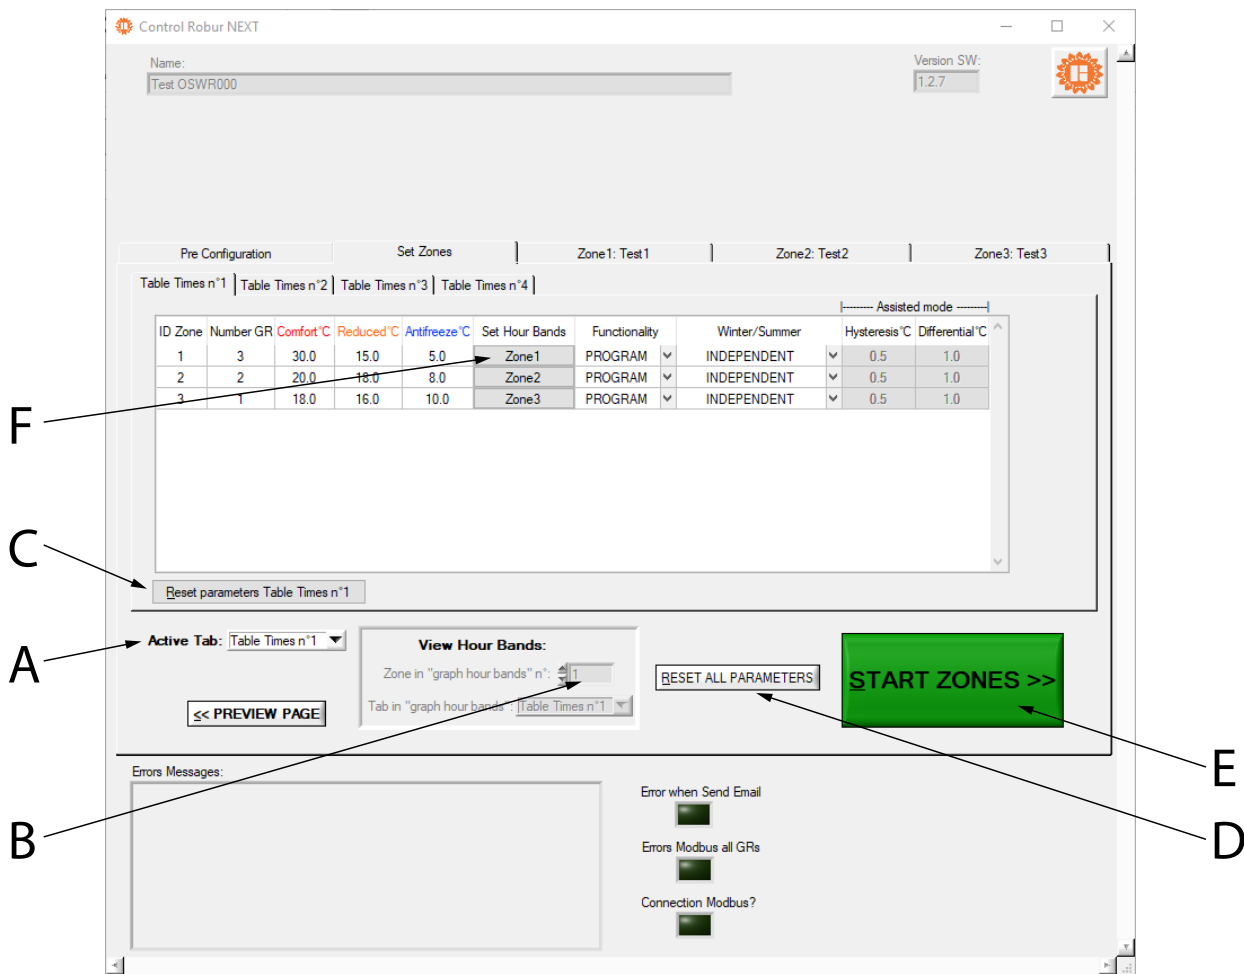 Control Robur NEXT
Name:
Version SW:
Test OSWR000
1.2.7
Pre Configuration
Set Zones
Zone1: Test1
Zone2: Test2
Zone3: Test3
Table Times n°1
Table Times n°2
Table Times n°3
Table Times n°4
|-------- Assisted mode --------|
ID Zone Number GR Comfort°C Reduced°C Antifreeze°C Set Hour Bands Functionality Winter/Summer Hysteresis°C Differential°C
1 3 30.0 15.0 5.0 Zone1 PROGRAM INDEPENDENT 0.5 1.0
2 2 20.0 18.0 8.0 Zone2 PROGRAM INDEPENDENT 0.5 1.0
3 1 18.0 16.0 10.0 Zone3 PROGRAM INDEPENDENT 0.5 1.0
F
C
Reset parameters Table Times n°1
A
Active Tab: Table Times n°1
View Hour Bands:
Zone in "graph hour bands" n°: 1
Tab in "graph hour bands": Table Times n°1
RESET ALL PARAMETERS
START ZONES >>
<< PREVIEW PAGE
E
Errors Messages:
B
D
Error when Send Email
Errors Modbus all GRs
Connection Modbus?